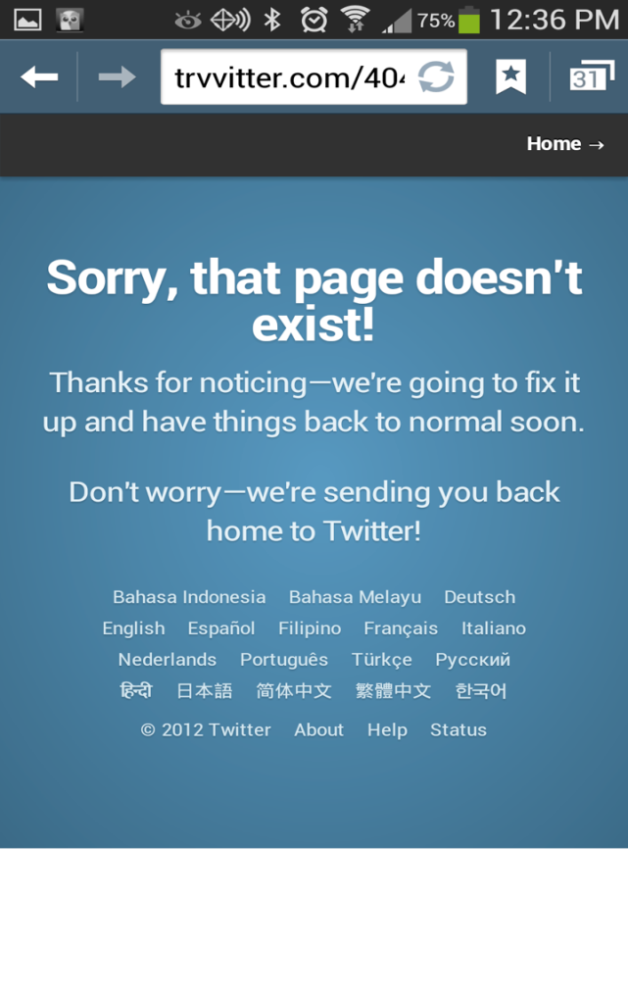 75% 12:36 PM
trvvitter.com/404
31
Home →
Sorry, that page doesn't
exist!
Thanks for noticing—we're going to fix it
up and have things back to normal soon.
Don't worry—we're sending you back
home to Twitter!
Bahasa Indonesia Bahasa Melayu Deutsch
English Español Filipino Français Italiano
Nederlands Português Türkçe Русский
हिन्दी 日本語 简体中文 繁體中文 한국어
© 2012 Twitter About Help Status